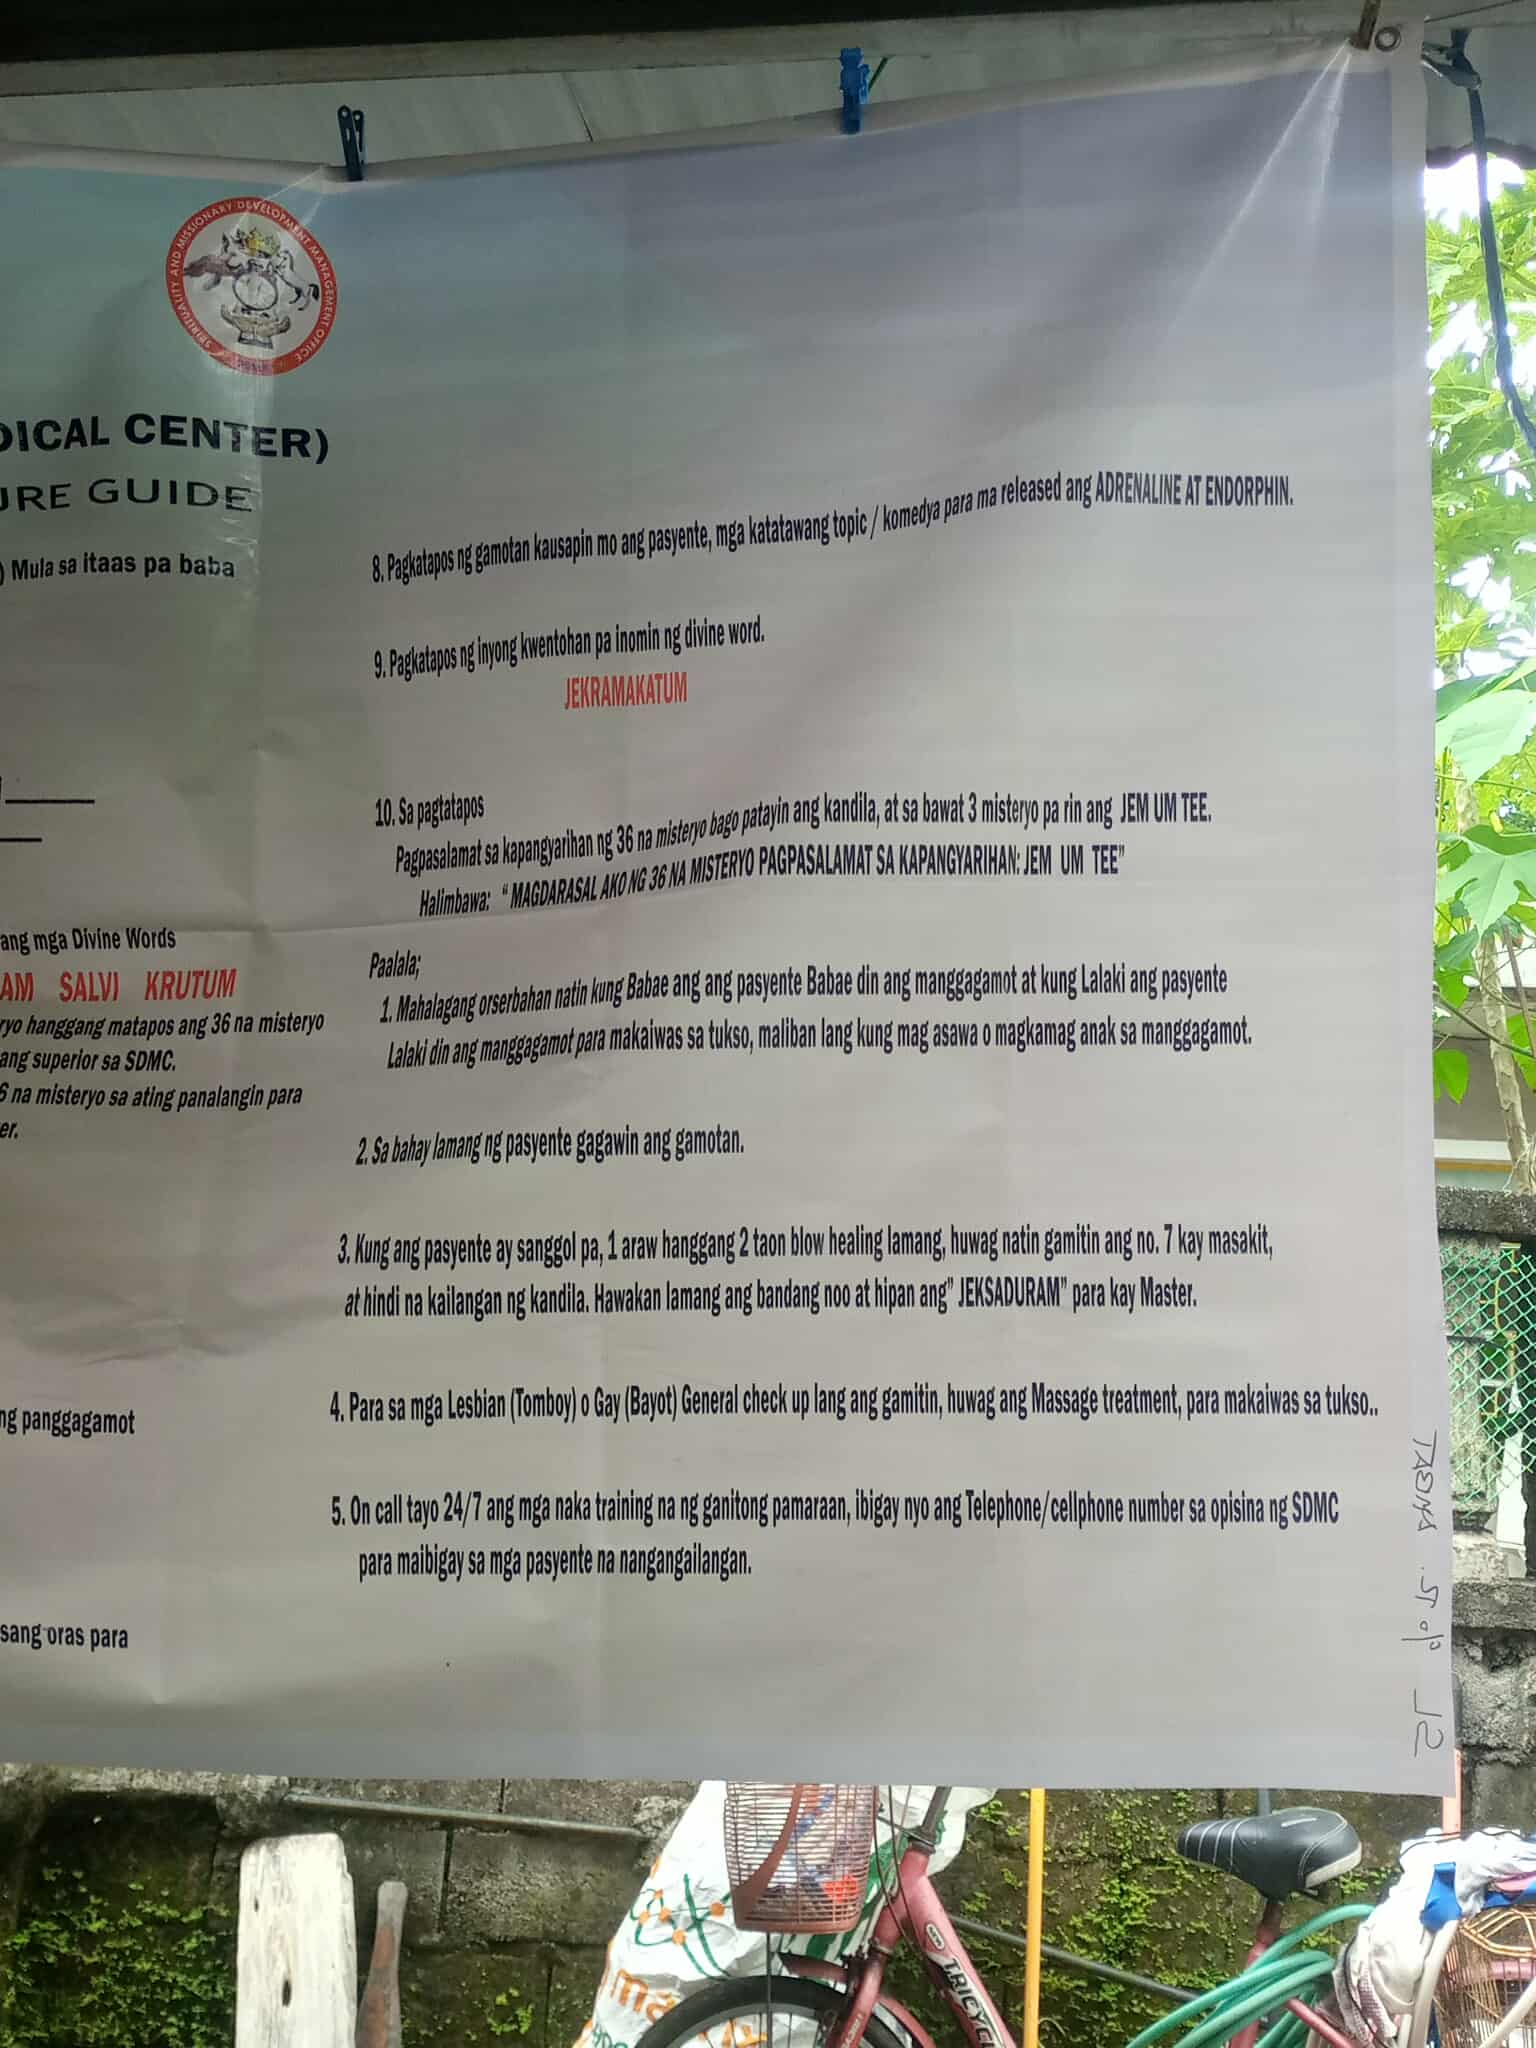 SPIRITUALITY AND MISSIONARY DEVELOPMENT MANAGEMENT OFFICE
DICAL CENTER)
URE GUIDE
) Mula sa itaas pa baba
ang mga Divine Words
AM SALVI KRUTUM
ryo hanggang matapos ang 36 na misteryo
ang superior sa SDMC.
6 na misteryo sa ating panalangin para
er.
ng panggagamot
sang oras para
8. Pagkatapos ng gamotan kausapin mo ang pasyente, mga katatawang topic / komedya para ma released ang ADRENALINE AT ENDORPHIN.
9. Pagkatapos ng inyong kwentohan pa inomin ng divine word.
JEKRAMAKATUM
10. Sa pagtatapos
Pagpasalamat sa kapangyarihan ng 36 na misteryo bago patayin ang kandila, at sa bawat 3 misteryo pa rin ang JEM UM TEE.
Halimbawa: “ MAGDARASAL AKO NG 36 NA MISTERYO PAGPASALAMAT SA KAPANGYARIHAN: JEM UM TEE”
Paalala;
1. Mahalagang orserbahan natin kung Babae ang ang pasyente Babae din ang manggagamot at kung Lalaki ang pasyente
Lalaki din ang manggagamot para makaiwas sa tukso, maliban lang kung mag asawa o magkamag anak sa manggagamot.
2. Sa bahay lamang ng pasyente gagawin ang gamotan.
3. Kung ang pasyente ay sanggol pa, 1 araw hanggang 2 taon blow healing lamang, huwag natin gamitin ang no. 7 kay masakit,
at hindi na kailangan ng kandila. Hawakan lamang ang bandang noo at hipan ang” JEKSADURAM” para kay Master.
4. Para sa mga Lesbian (Tomboy) o Gay (Bayot) General check up lang ang gamitin, huwag ang Massage treatment, para makaiwas sa tukso..
5. On call tayo 24/7 ang mga naka training na ng ganitong pamaraan, ibigay nyo ang Telephone/cellphone number sa opisina ng SDMC
para maibigay sa mga pasyente na nangangailangan.